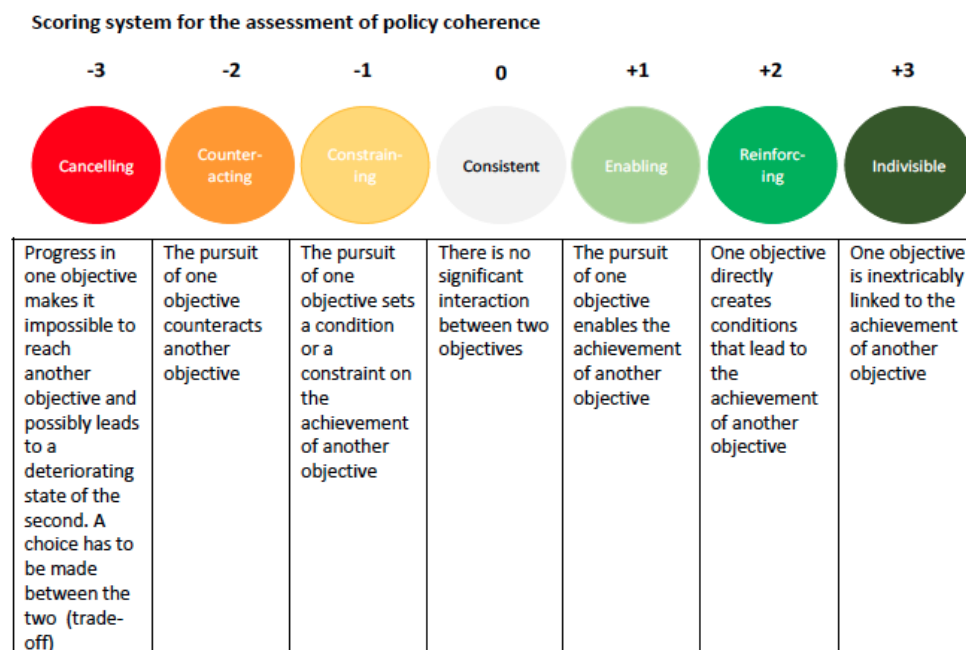 Scoring system for the assessment of policy coherence
-3 -2 -1 0 +1 +2 +3
Cancelling
Counter-
acting
Constrain-
ing
Consistent
Enabling
Reinforc-
ing
Indivisible
Progress in
one objective
makes it
impossible to
reach
another
objective and
possibly leads
to a
deteriorating
state of the
second. A
choice has to
be made
between the
two (trade-
off)
The pursuit
of one
objective
counteracts
another
objective
The pursuit
of one
objective sets
a condition
or a
constraint on
the
achievement
of another
objective
There is no
significant
interaction
between two
objectives
The pursuit
of one
objective
enables the
achievement
of another
objective
One objective
directly
creates
conditions
that lead to
the
achievement
of another
objective
One objective
is inextricably
linked to the
achievement
of another
objective